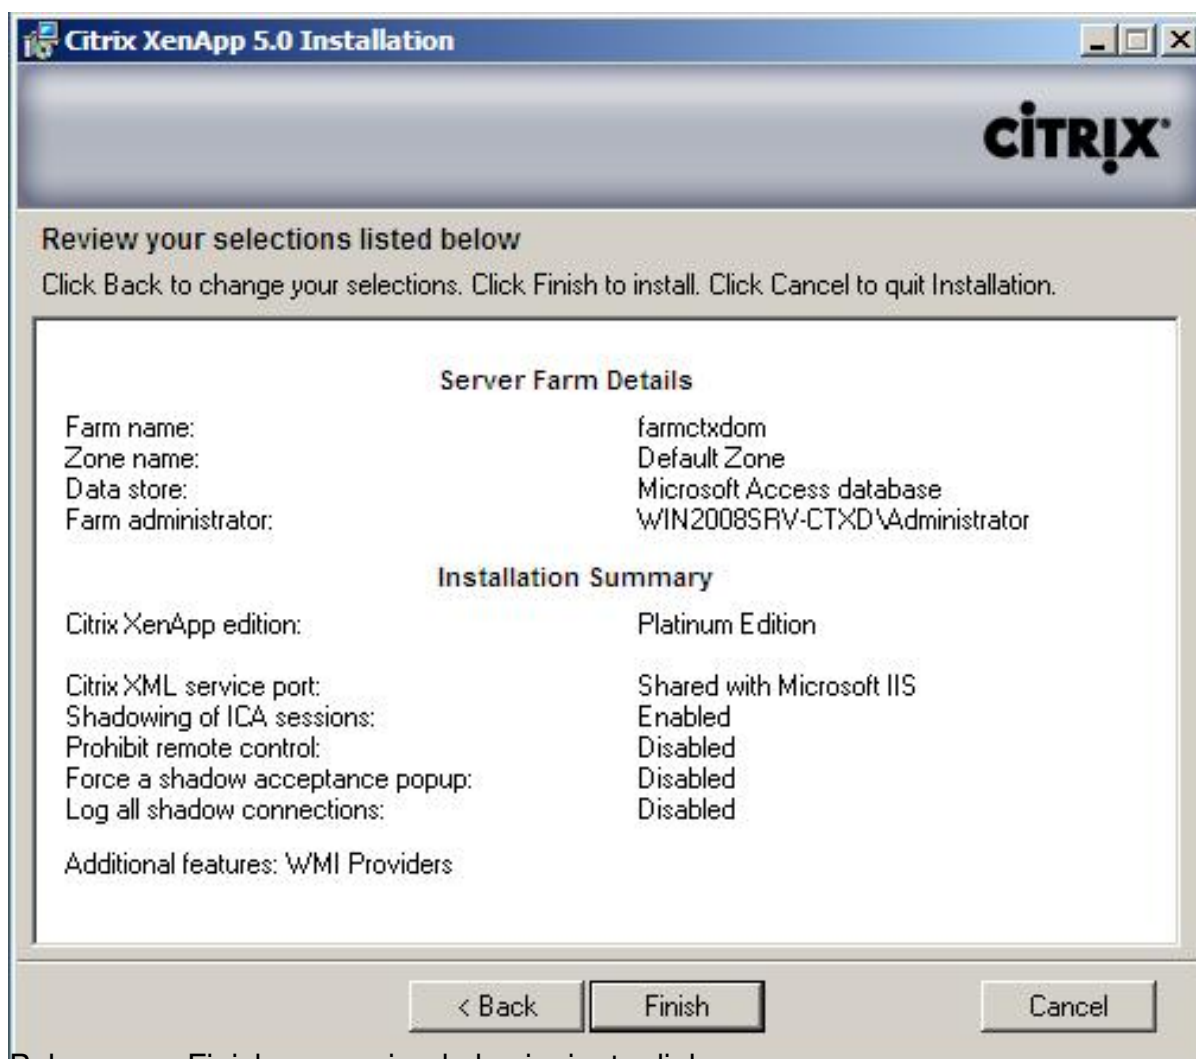 Citrix XenApp 5.0 Installation
CİTRỊX®
Review your selections listed below
Click Back to change your selections. Click Finish to install. Click Cancel to quit Installation.
Server Farm Details
Farm name: farmctxdom
Zone name: Default Zone
Data store: Microsoft Access database
Farm administrator: WIN2008SRV-CTXD\Administrator
Installation Summary
Citrix XenApp edition: Platinum Edition
Citrix XML service port: Shared with Microsoft IIS
Shadowing of ICA sessions: Enabled
Prohibit remote control: Disabled
Force a shadow acceptance popup: Disabled
Log all shadow connections: Disabled
Additional features: WMI Providers
< Back Finish Cancel
Finish